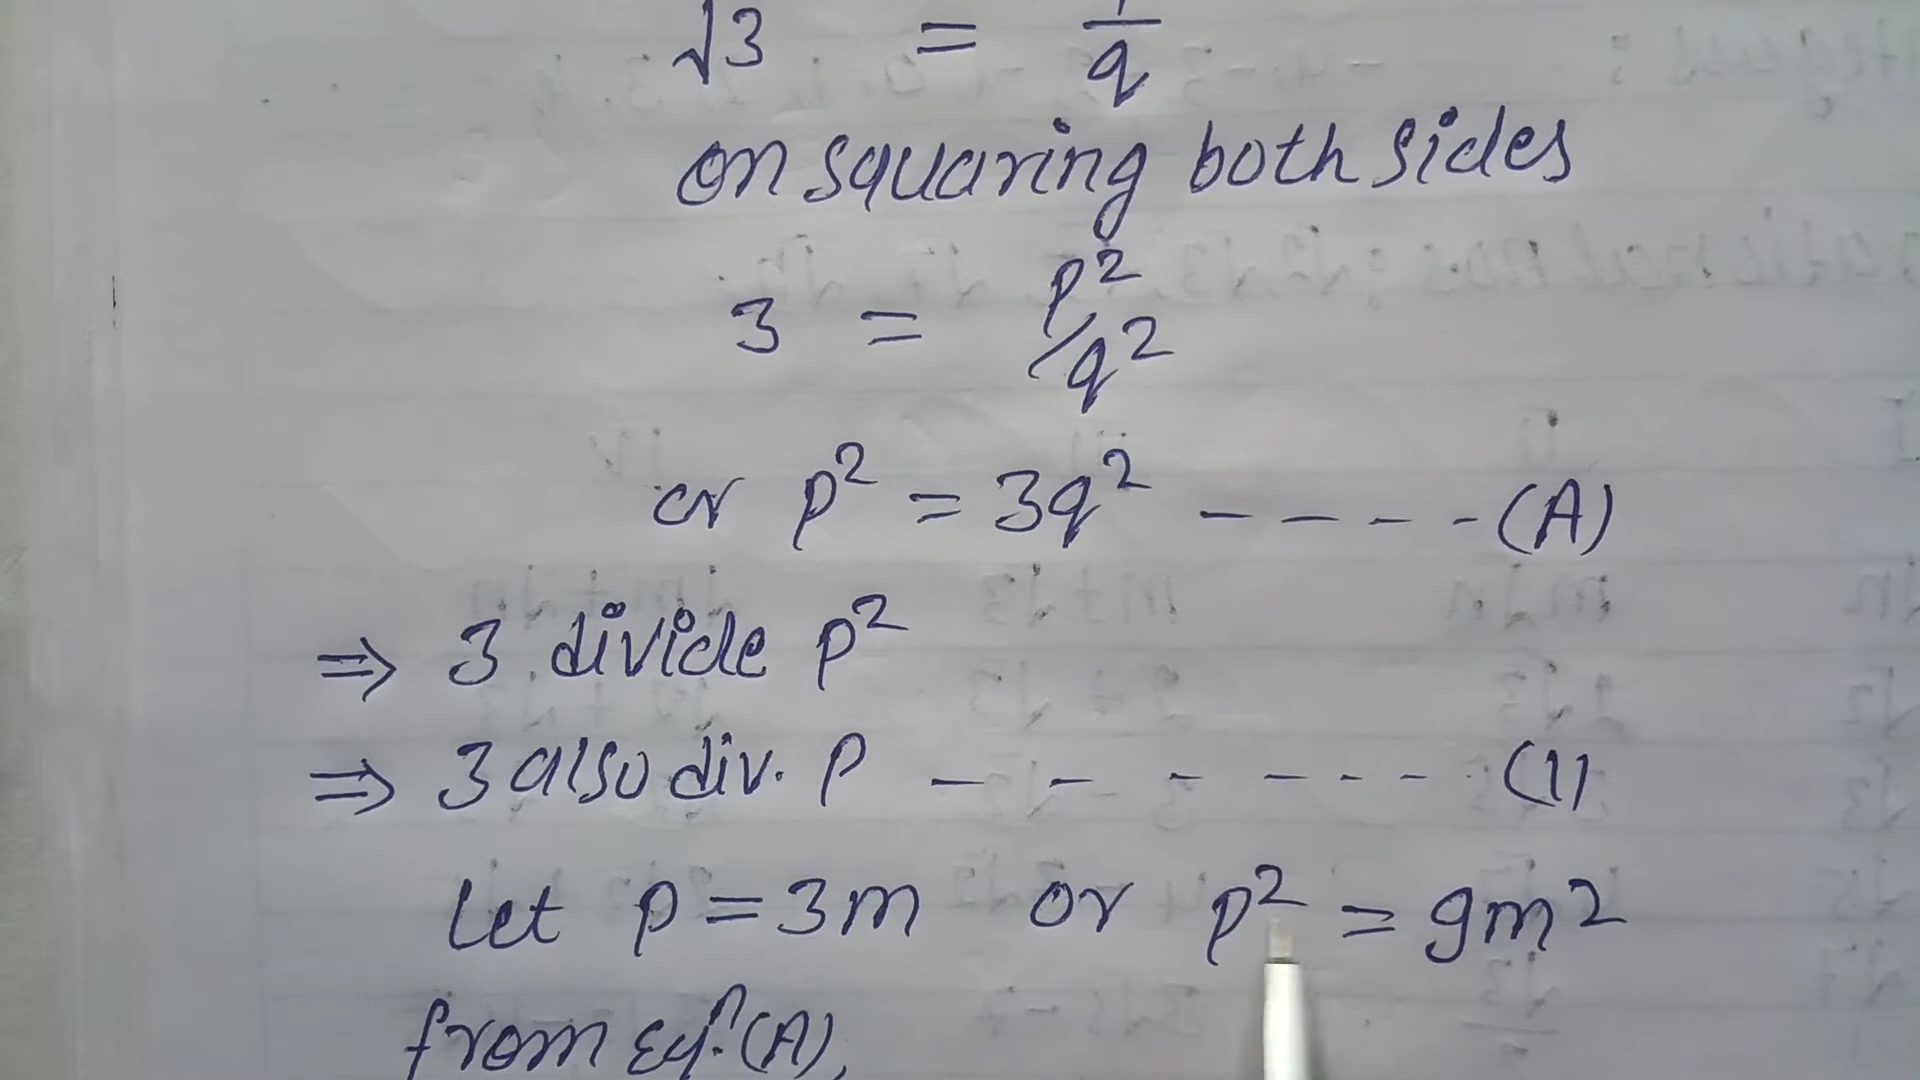 √3 = p/q
on squaring both sides
3 = p²/q²
or p² = 3q² - - - - (A)
⇒ 3 divide p²
⇒ 3 also div. p - - - - - - - (1)
Let p = 3m or p² = 9m²
from Eqⁿ.(A),